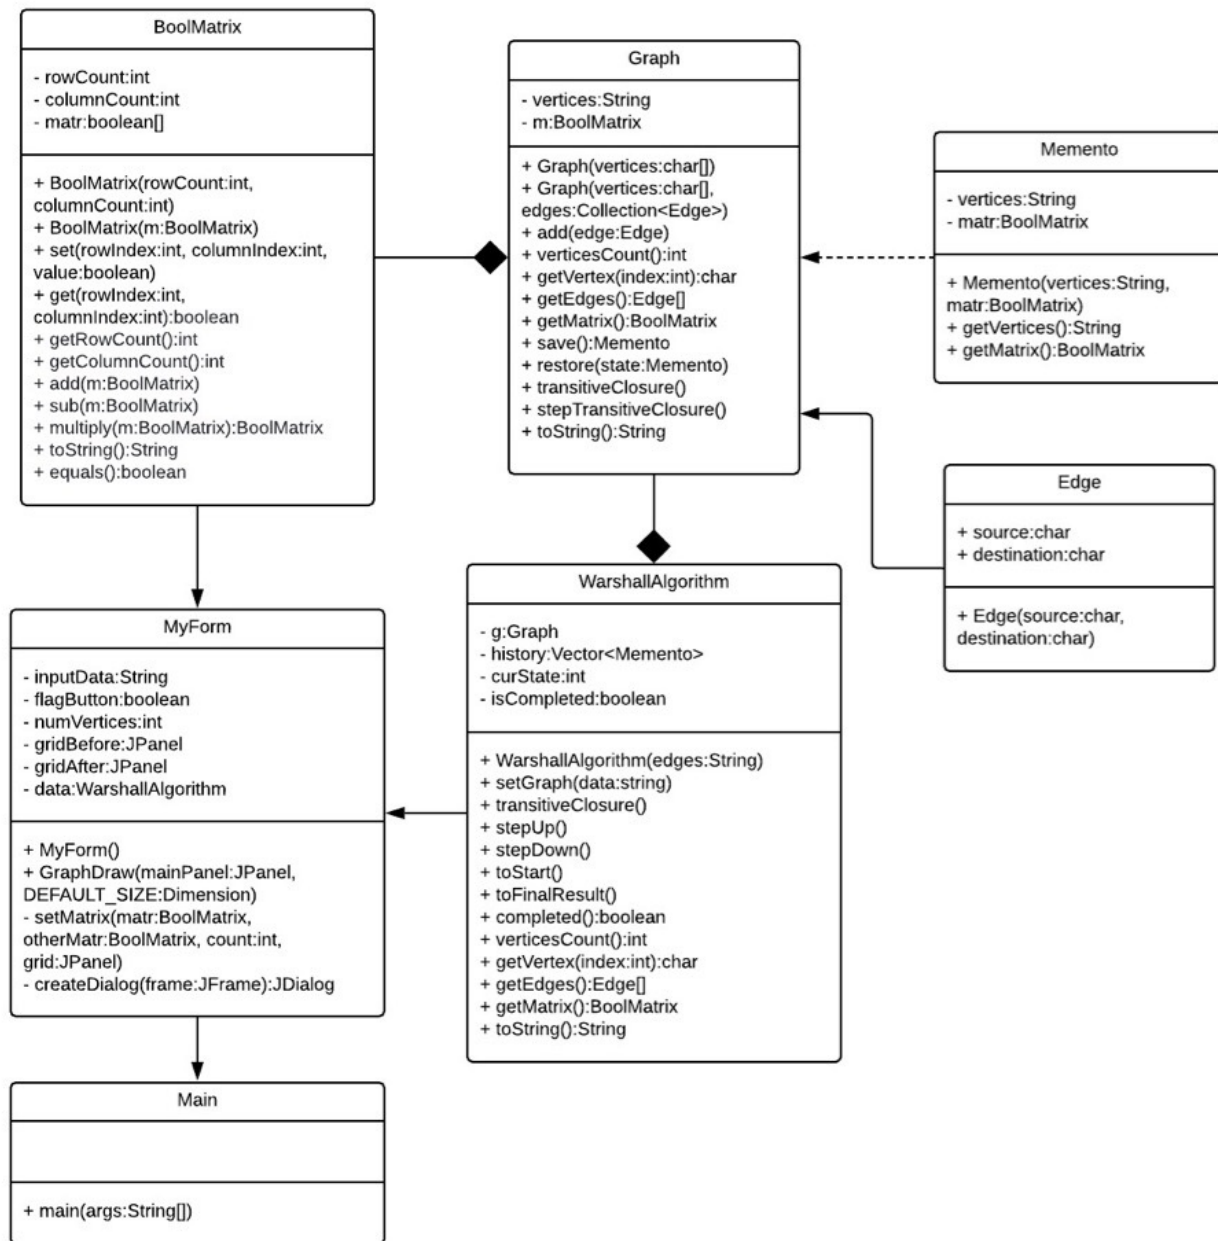 BoolMatrix
- rowCount:int
- columnCount:int
- matr:boolean[]
+ BoolMatrix(rowCount:int,
columnCount:int)
+ BoolMatrix(m:BoolMatrix)
+ set(rowIndex:int, columnIndex:int,
value:boolean)
+ get(rowIndex:int,
columnIndex:int):boolean
+ getRowCount():int
+ getColumnCount():int
+ add(m:BoolMatrix)
+ sub(m:BoolMatrix)
+ multiply(m:BoolMatrix):BoolMatrix
+ toString():String
+ equals():boolean
Graph
- vertices:String
- m:BoolMatrix
+ Graph(vertices:char[])
+ Graph(vertices:char[],
edges:Collection<Edge>)
+ add(edge:Edge)
+ verticesCount():int
+ getVertex(index:int):char
+ getEdges():Edge[]
+ getMatrix():BoolMatrix
+ save():Memento
+ restore(state:Memento)
+ transitiveClosure()
+ stepTransitiveClosure()
+ toString():String
Memento
- vertices:String
- matr:BoolMatrix
+ Memento(vertices:String,
matr:BoolMatrix)
+ getVertices():String
+ getMatrix():BoolMatrix
Edge
+ source:char
+ destination:char
+ Edge(source:char,
destination:char)
MyForm
- inputData:String
- flagButton:boolean
- numVertices:int
- gridBefore:JPanel
- gridAfter:JPanel
- data:WarshallAlgorithm
+ MyForm()
+ GraphDraw(mainPanel:JPanel,
DEFAULT_SIZE:Dimension)
- setMatrix(matr:BoolMatrix,
otherMatr:BoolMatrix, count:int,
grid:JPanel)
- createDialog(frame:JFrame):JDialog
WarshallAlgorithm
- g:Graph
- history:Vector<Memento>
- curState:int
- isCompleted:boolean
+ WarshallAlgorithm(edges:String)
+ setGraph(data:string)
+ transitiveClosure()
+ stepUp()
+ stepDown()
+ toStart()
+ toFinalResult()
+ completed():boolean
+ verticesCount():int
+ getVertex(index:int):char
+ getEdges():Edge[]
+ getMatrix():BoolMatrix
+ toString():String
Main
+ main(args:String[])